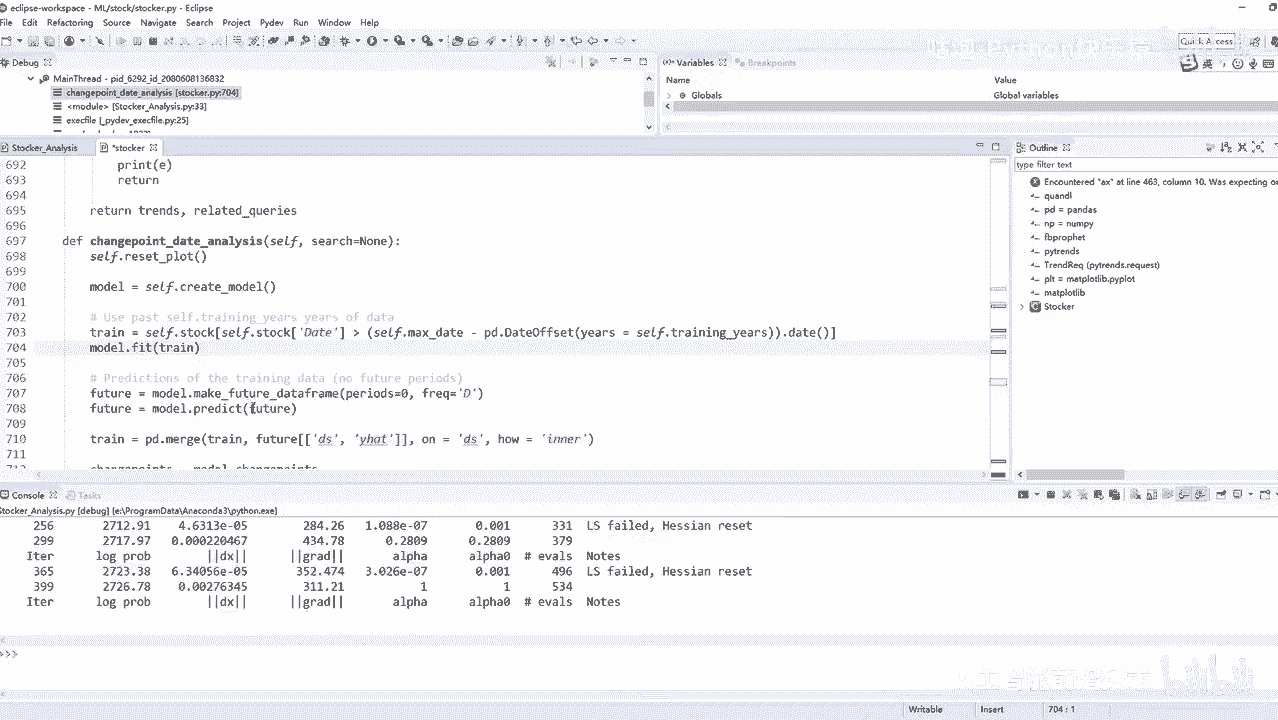 eclipse-workspace - ML/stock/stocker.py - Eclipse
File Edit Refactoring Source Navigate Search Project Pydev Run Window Help
Quick Access
Debug
MainThread - pid_6292_id_2080608136832
changepoint_date_analysis [stocker.py:704]
<module> [Stocker_Analysis.py:33]
execfile [_pydev_execfile.py:25]
Variables Breakpoints
Name Value
Globals Global variables
Stocker_Analysis *stocker
692 print(e)
693 return
694
695 return trends, related_queries
696
697 def changepoint_date_analysis(self, search=None):
698 self.reset_plot()
699
700 model = self.create_model()
701
702 # Use past self.training_years years of data
703 train = self.stock[self.stock['Date'] > (self.max_date - pd.DateOffset(years = self.training_years)).date()]
704 model.fit(train)
705
706 # Predictions of the training data (no future periods)
707 future = model.make_future_dataframe(periods=0, freq='D')
708 future = model.predict(future)
709
710 train = pd.merge(train, future[['ds', 'yhat']], on = 'ds', how = 'inner')
711
changepoints = model.changepoints
Outline
type filter text
Encountered "ax" at line 463, column 10. Was expecting
quandl
pd = pandas
np = numpy
fbprophet
pytrends
TrendReq (pytrends.request)
plt = matplotlib.pyplot
matplotlib
Stocker
Console Tasks
Stocker_Analysis.py [debug] [e:\ProgramData\Anaconda3\python.exe]
256 2712.91 4.6313e-05 284.26 1.088e-07 0.001 331 LS failed, Hessian reset
299 2717.97 0.000220467 434.78 0.2809 0.2809 379
Iter log prob ||dx|| ||grad|| alpha alpha0 # evals Notes
365 2723.38 6.34056e-05 352.474 3.026e-07 0.001 496 LS failed, Hessian reset
399 2726.78 0.00276345 311.21 1 1 534
Iter log prob ||dx|| ||grad|| alpha alpha0 # evals Notes
>>>
Writable Insert 704 : 1